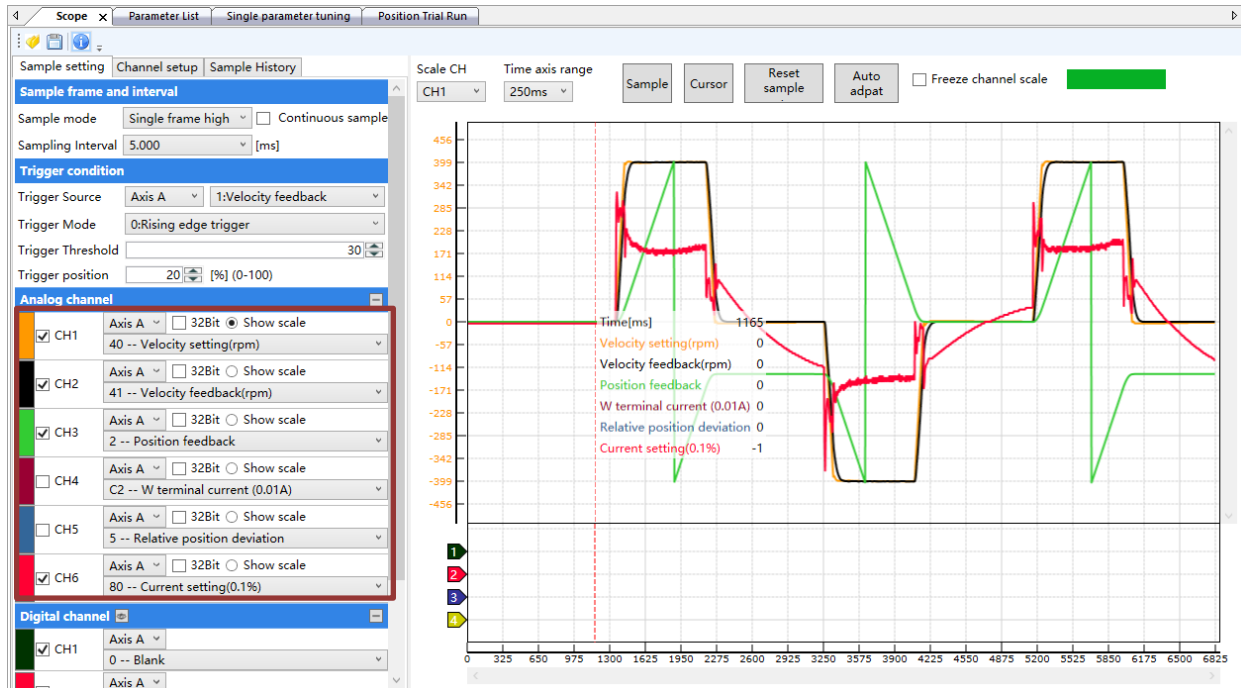 Scope x Parameter List Single parameter tuning Position Trial Run
Sample setting Channel setup Sample History
Sample frame and interval
Sample mode Single frame high Continuous sample
Sampling Interval 5.000 [ms]
Trigger condition
Trigger Source Axis A 1:Velocity feedback
Trigger Mode 0:Rising edge trigger
Trigger Threshold 30
Trigger position 20 [%] (0-100)
Analog channel
CH1 Axis A 32Bit Show scale
40 -- Velocity setting(rpm)
CH2 Axis A 32Bit Show scale
41 -- Velocity feedback(rpm)
CH3 Axis A 32Bit Show scale
2 -- Position feedback
CH4 Axis A 32Bit Show scale
C2 -- W terminal current (0.01A)
CH5 Axis A 32Bit Show scale
5 -- Relative position deviation
CH6 Axis A 32Bit Show scale
80 -- Current setting(0.1%)
Digital channel
CH1 Axis A
0 -- Blank
Axis A
Scale CH Time axis range
CH1 250ms
Sample
Cursor
Reset
sample
Auto
adpat
Freeze channel scale
456
399
342
285
228
171
114
57
0
-57
-114
-171
-228
-285
-342
-399
-456
Time[ms] 1165
Velocity setting(rpm) 0
Velocity feedback(rpm) 0
Position feedback 0
W terminal current (0.01A) 0
Relative position deviation 0
Current setting(0.1%) -1
1
2
3
4
0 325 650 975 1300 1625 1950 2275 2600 2925 3250 3575 3900 4225 4550 4875 5200 5525 5850 6175 6500 6825